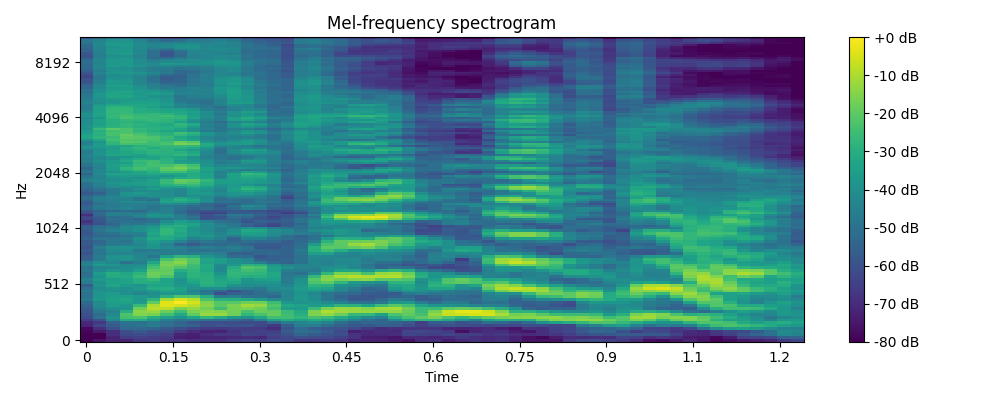 Mel-frequency spectrogram
8192
4096
2048
1024
512
0
Hz
0 0.15 0.3 0.45 0.6 0.75 0.9 1.1 1.2
Time
+0 dB
-10 dB
-20 dB
-30 dB
-40 dB
-50 dB
-60 dB
-70 dB
-80 dB